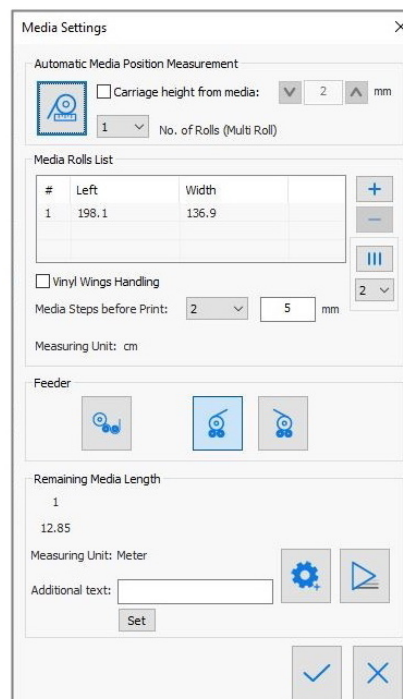 Media Settings
Automatic Media Position Measurement
Carriage height from media: 2 mm
1 No. of Rolls (Multi Roll)
Media Rolls List
# Left Width
1 198.1 136.9
2
Vinyl Wings Handling
Media Steps before Print: 2 5 mm
Measuring Unit: cm
Feeder
Remaining Media Length
1
12.85
Measuring Unit: Meter
Additional text:
Set